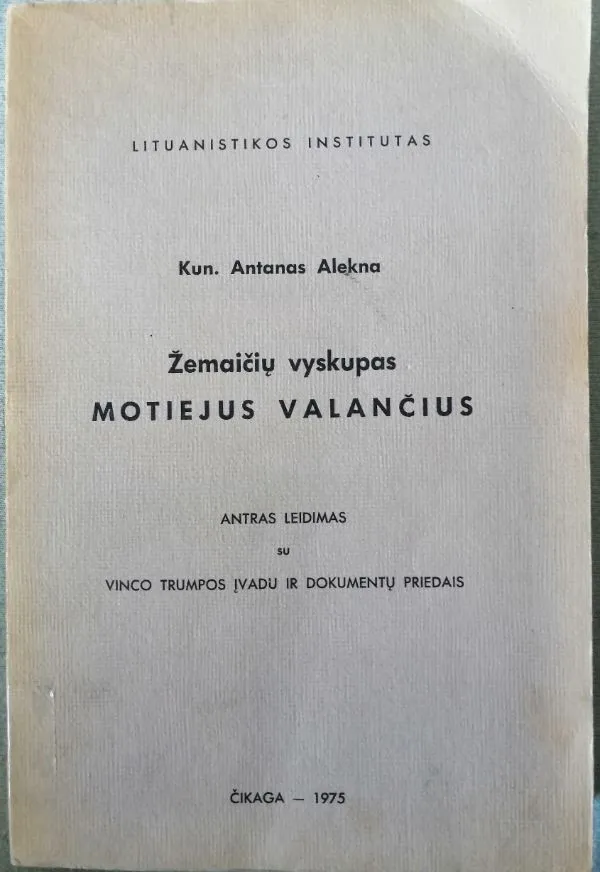 LITUANISTIKOS INSTITUTAS
Kun. Antanas Alekna
Žemaičių vyskupas
MOTIEJUS VALANČIUS
ANTRAS LEIDIMAS
su
VINCO TRUMPOS ĮVADU IR DOKUMENTŲ PRIEDAIS
ČIKAGA — 1975